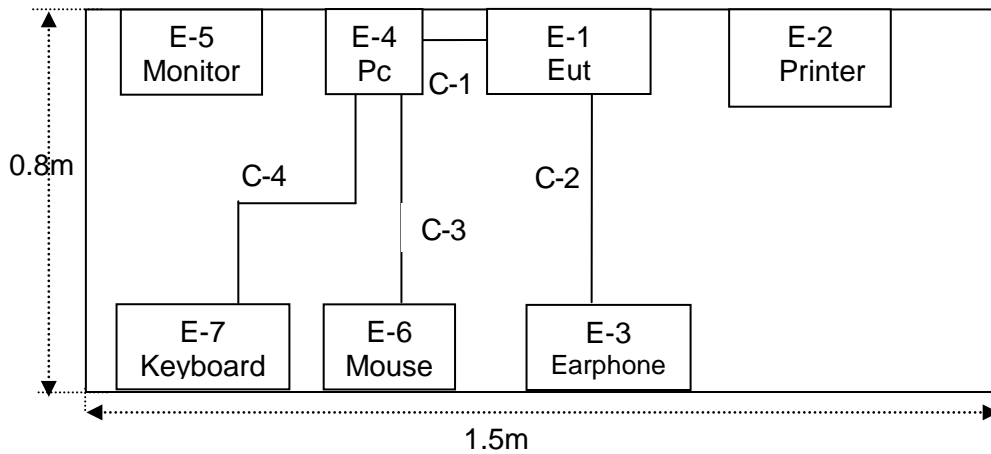 E-5
Monitor
E-4
Pc
E-1
Eut
E-2
Printer
C-1
0.8m
C-4
C-2
C-3
E-7
Keyboard
E-6
Mouse
E-3
Earphone
1.5m